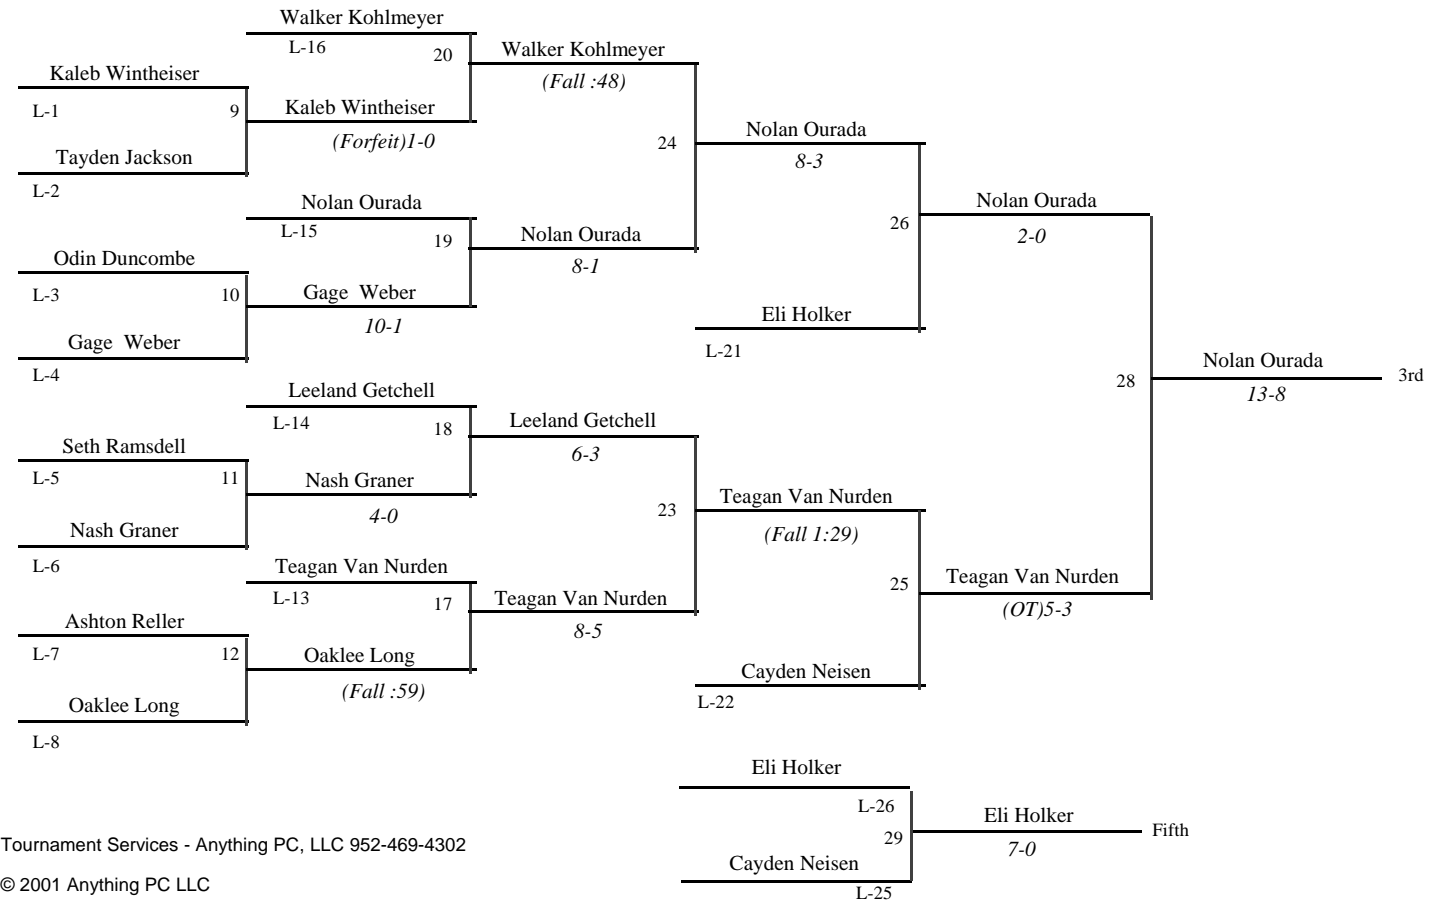 Walker Kohlmeyer
L-16
20
Walker Kohlmeyer
(Fall :48)
Kaleb Wintheiser
L-1
9
Kaleb Wintheiser
(Forfeit)1-0
Tayden Jackson
L-2
24
Nolan Ourada
8-3
Nolan Ourada
L-15
19
Nolan Ourada
8-1
26
Nolan Ourada
2-0
Odin Duncombe
L-3
10
Gage  Weber
10-1
Gage  Weber
L-4
Eli Holker
L-21
28
Nolan Ourada
13-8
3rd
Leeland Getchell
L-14
18
Leeland Getchell
6-3
Seth Ramsdell
L-5
11
Nash Graner
4-0
Nash Graner
L-6
23
Teagan Van Nurden
(Fall 1:29)
Teagan Van Nurden
L-13
17
Teagan Van Nurden
8-5
25
Teagan Van Nurden
(OT)5-3
Ashton Reller
L-7
12
Oaklee Long
(Fall :59)
Oaklee Long
L-8
Cayden Neisen
L-22
Eli Holker
L-26
29
Eli Holker
7-0
Fifth
Cayden Neisen
L-25
Tournament Services - Anything PC, LLC 952-469-4302
© 2001 Anything PC LLC